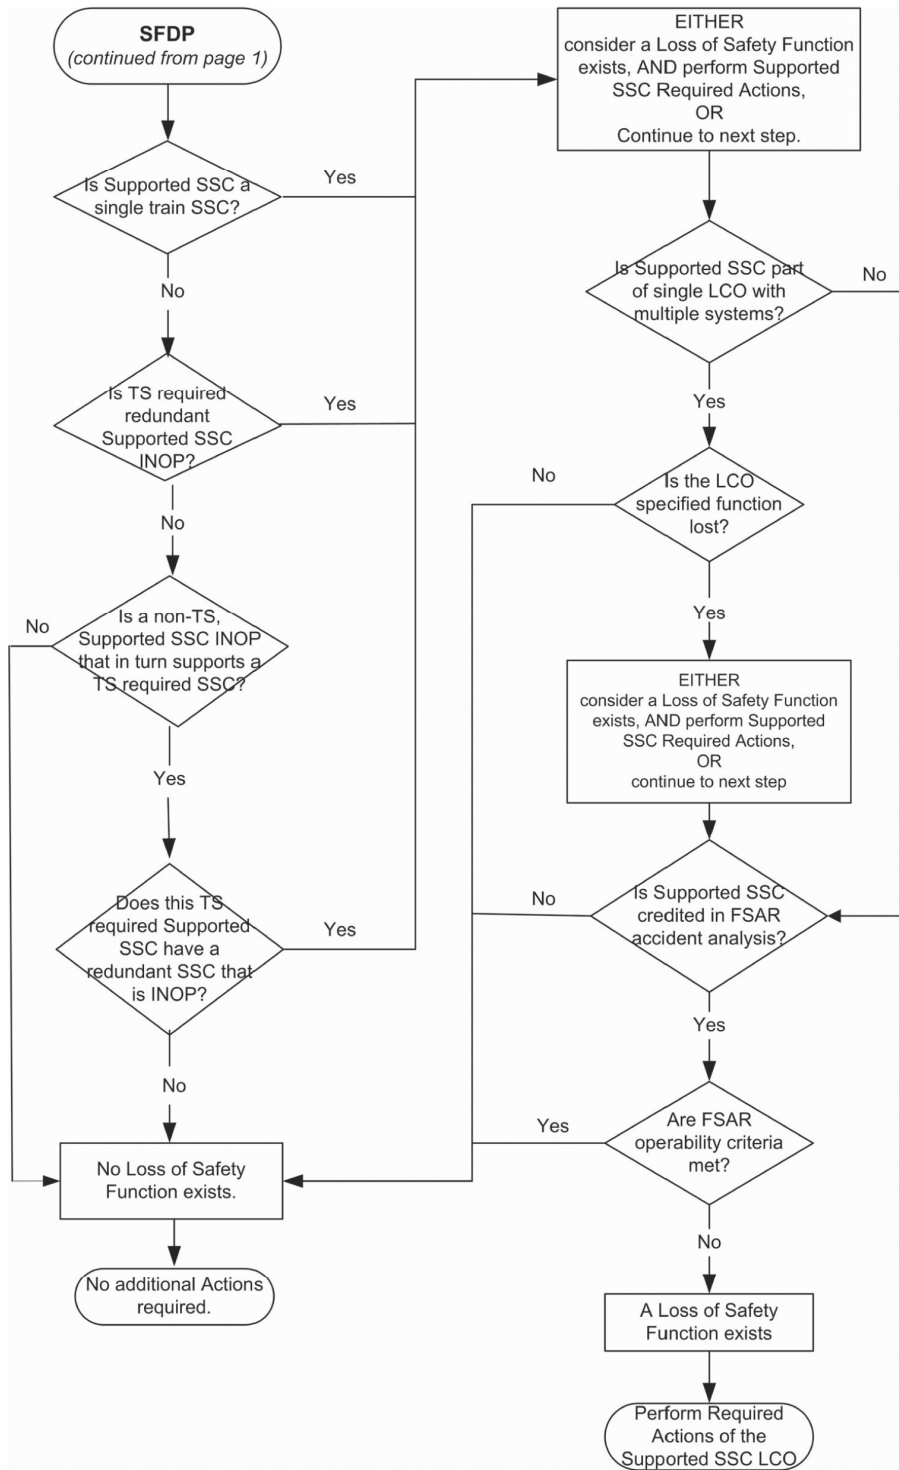 SFDP
(continued from page 1)
Is Supported SSC a
single train SSC?
Yes
No
Is TS required
redundant
Supported SSC
INOP?
Yes
No
Is a non-TS,
Supported SSC INOP
that in turn supports a
TS required SSC?
No
Yes
Does this TS
required Supported
SSC have a
redundant SSC that
is INOP?
Yes
No
No Loss of Safety
Function exists.
No additional Actions
required.
EITHER
consider a Loss of Safety Function
exists, AND perform Supported
SSC Required Actions,
OR
Continue to next step.
Is Supported SSC part
of single LCO with
multiple systems?
No
Yes
Is the LCO
specified function
lost?
No
Yes
EITHER
consider a Loss of Safety Function
exists, AND perform Supported
SSC Required Actions,
OR
continue to next step
Is Supported SSC
credited in FSAR
accident analysis?
No
Yes
Are FSAR
operability criteria
met?
Yes
No
A Loss of Safety
Function exists
Perform Required
Actions of the
Supported SSC LCO